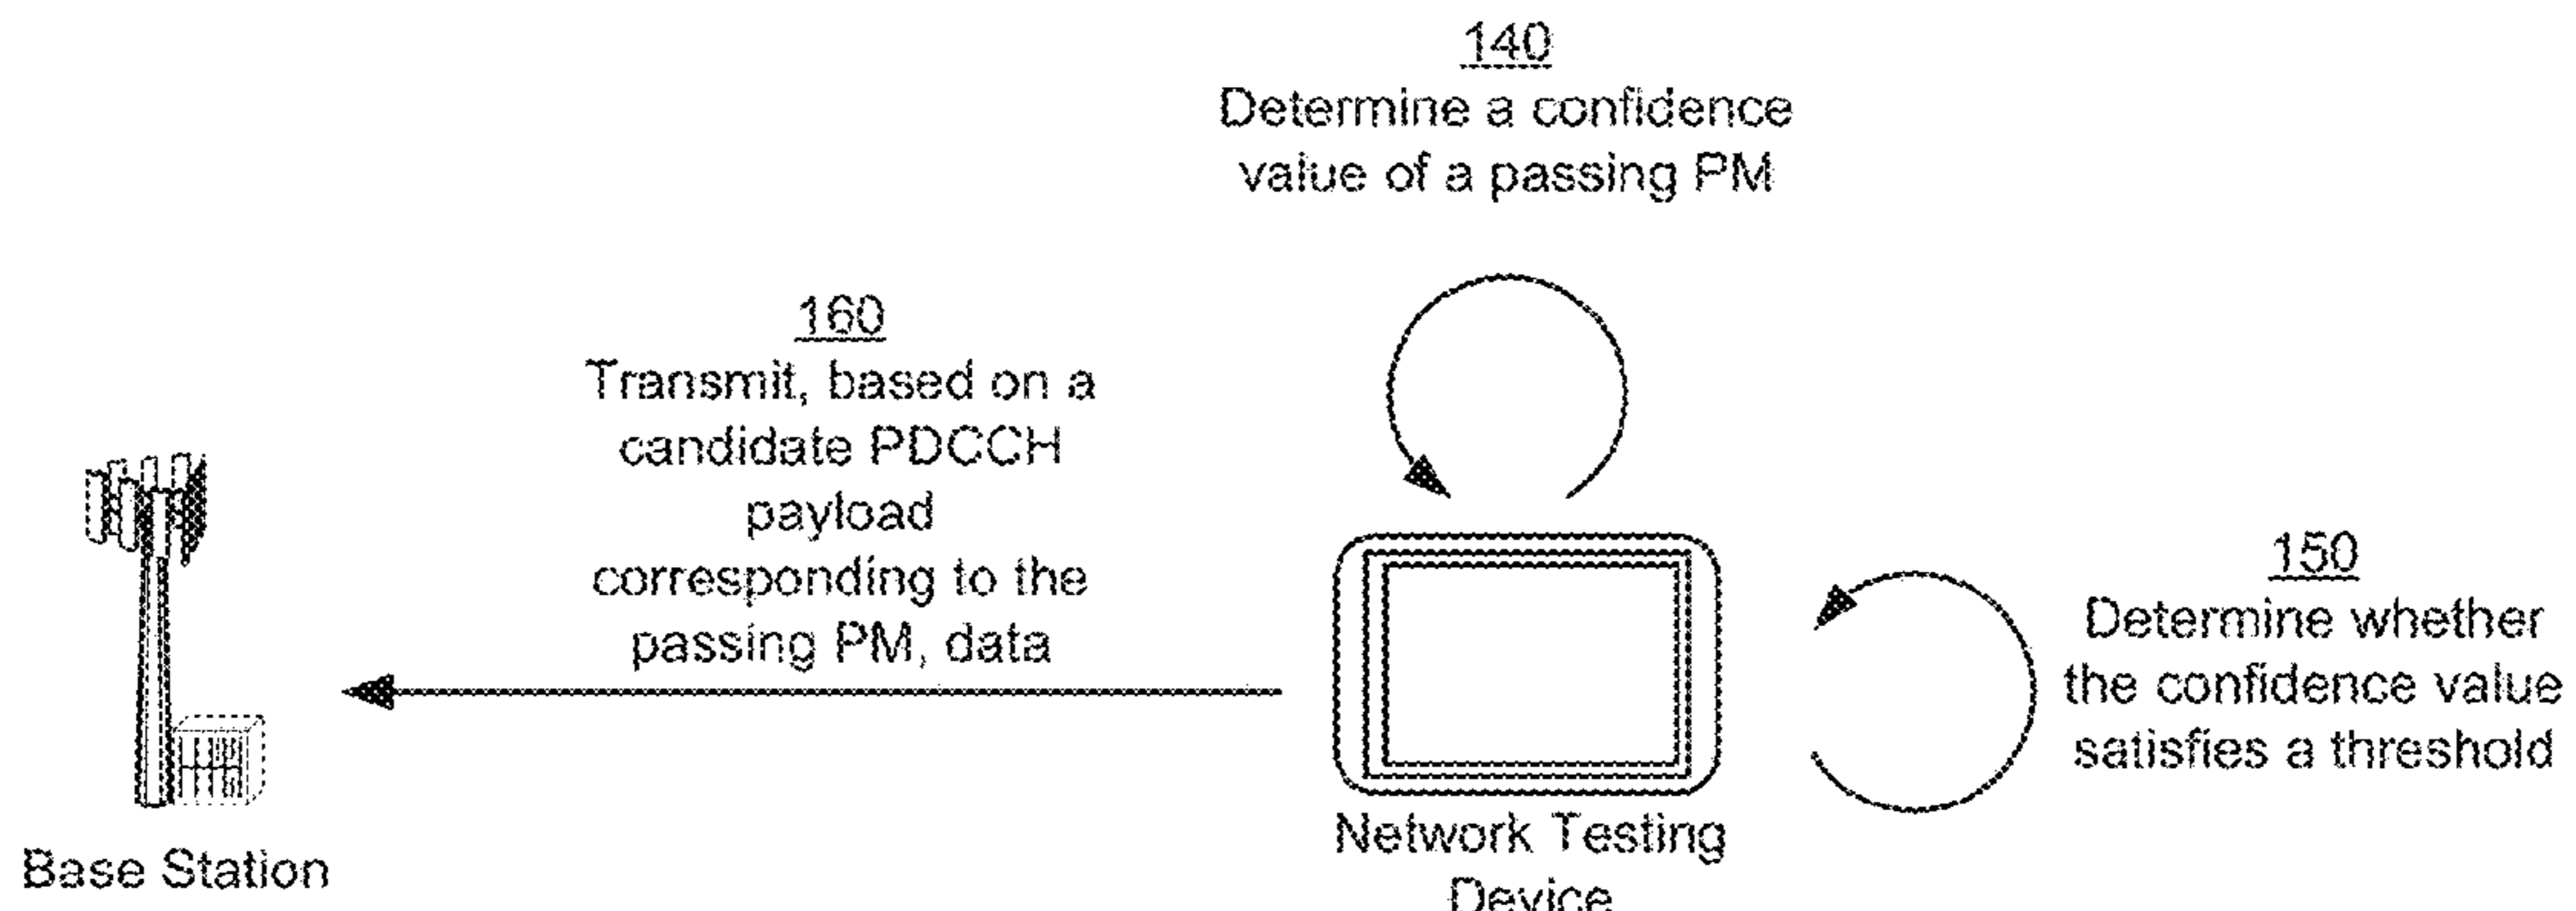 140
Determine a confidence
value of a passing PM
160
Transmit, based on a
candidate PDCCH
payload
corresponding to the
passing PM, data
150
Determine whether
the confidence value
satisfies a threshold
Base Station
Network Testing
Device